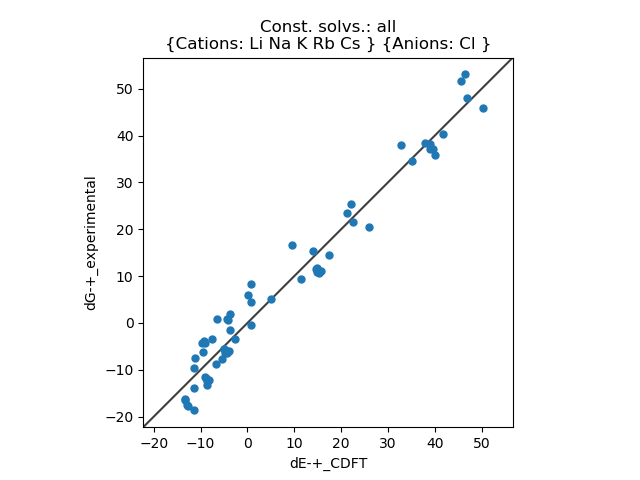 Const. solvs.: all
{Cations: Li Na K Rb Cs } {Anions: Cl }
dG-+_experimental
50
40
30
20
10
0
−10
−20
−20 −10 0 10 20 30 40 50
dE-+_CDFT